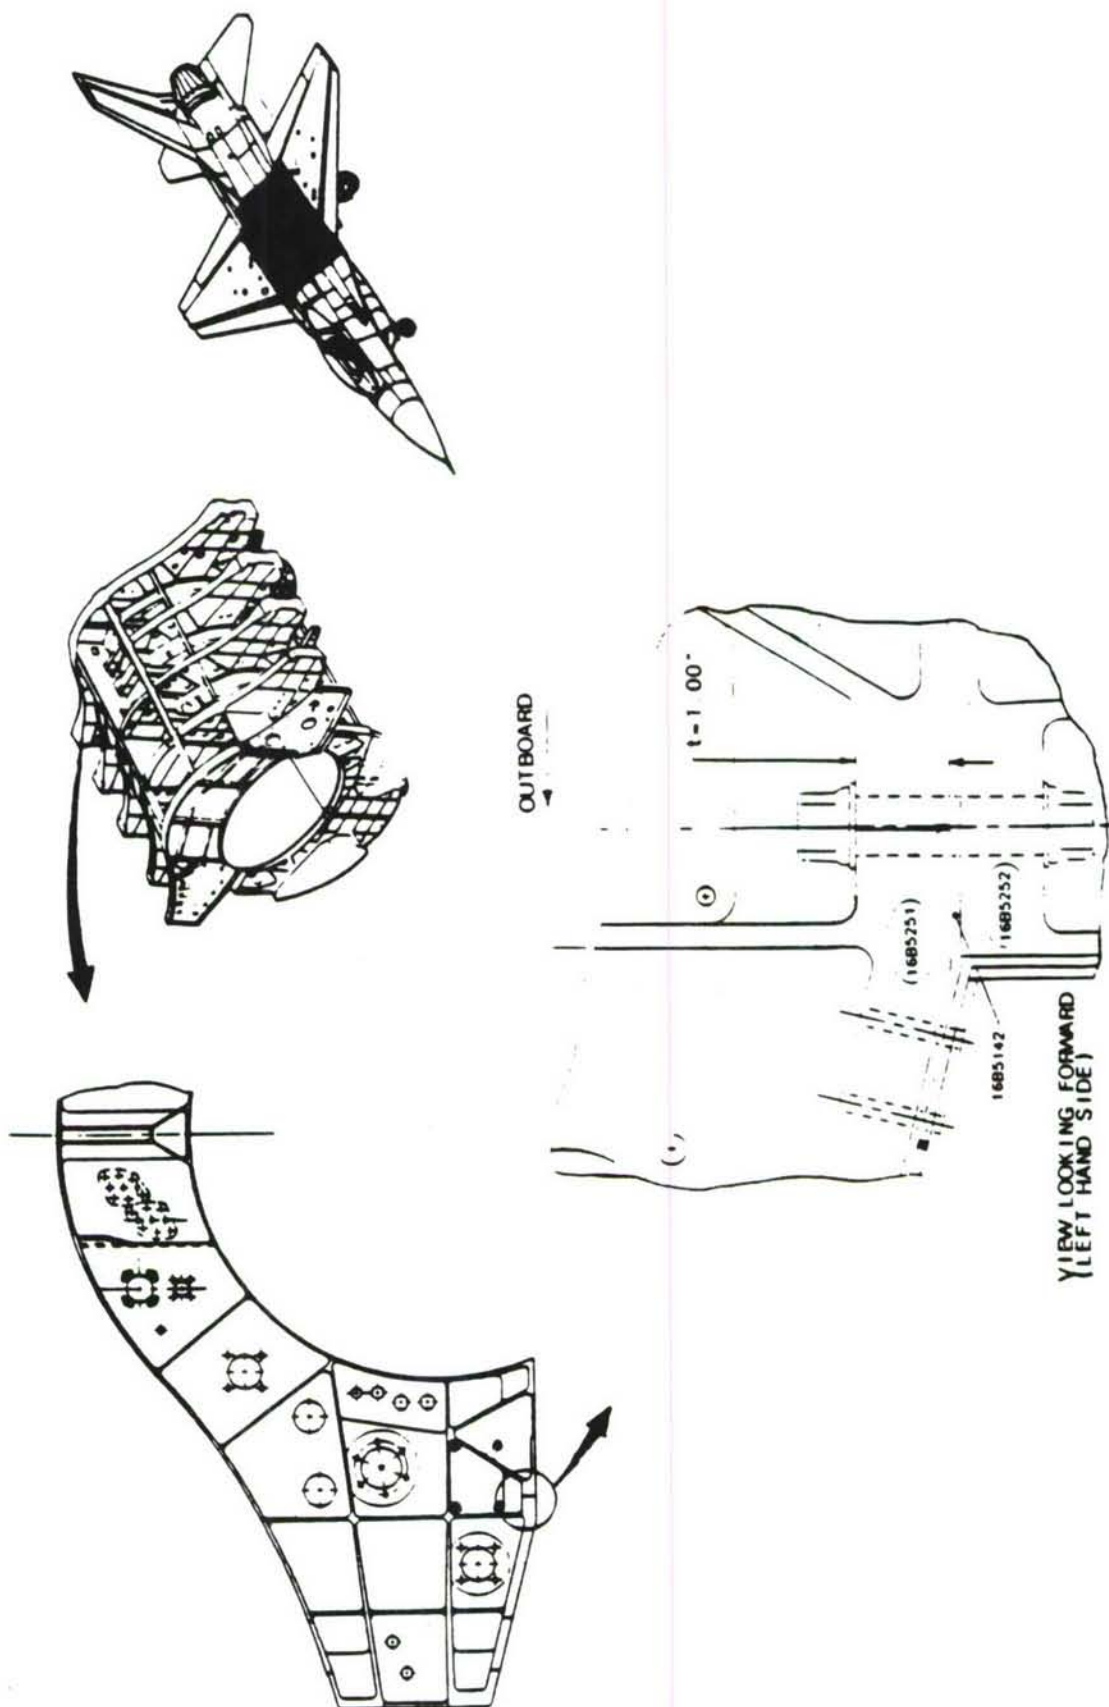 OUTBOARD
t-1.00"
(16B5251)
(16B5252)
16B5142
VIEW LOOKING FORWARD
(LEFT HAND SIDE)